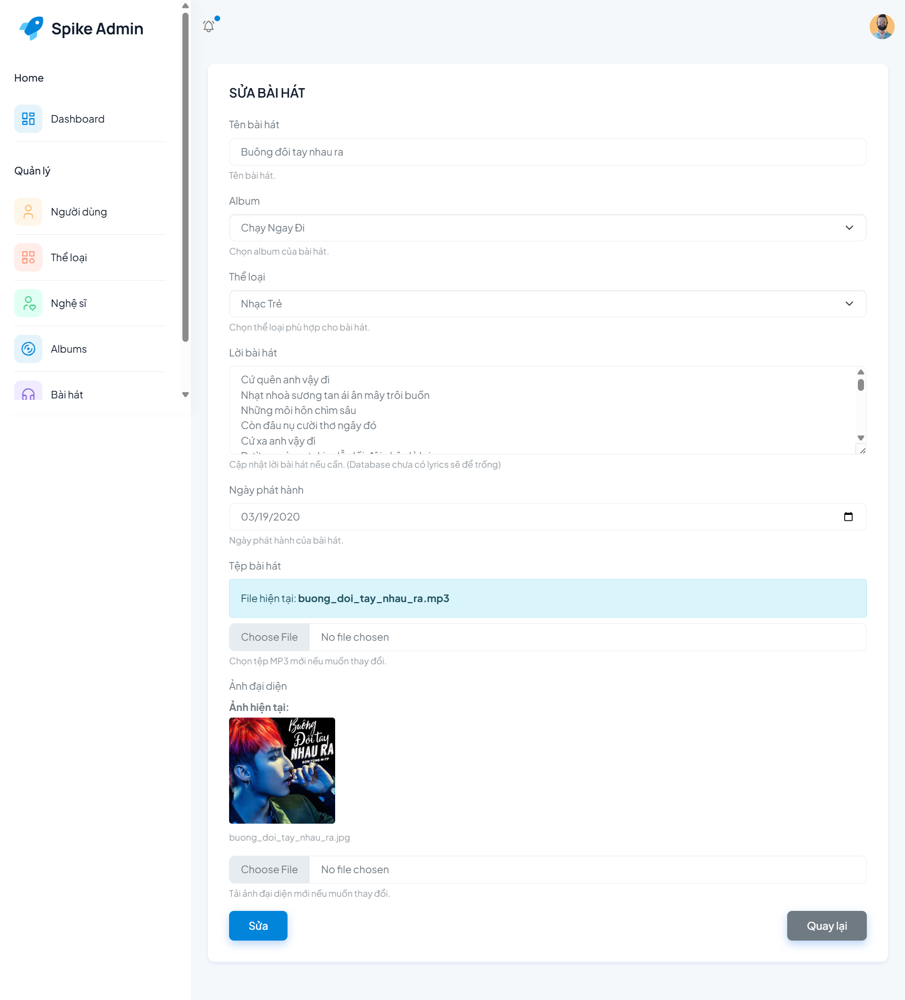 Spike Admin
Home
Dashboard
Quản lý
Người dùng
Thể loại
Nghệ sĩ
Albums
Bài hát
SỬA BÀI HÁT
Tên bài hát
Buông đôi tay nhau ra
Tên bài hát.
Album
Chạy Ngay Đi
Chọn album của bài hát.
Thể loại
Nhạc Trẻ
Chọn thể loại phù hợp cho bài hát.
Lời bài hát
Cứ quên anh vậy đi
Nhạt nhoà sương tan ái ân mây trôi buồn
Những môi hôn chìm sâu
Còn đâu nụ cười thơ ngây đó
Cứ xa anh vậy đi
Cập nhật lời bài hát nếu cần. (Database chưa có lyrics sẽ để trống)
Ngày phát hành
03/19/2020
Ngày phát hành của bài hát.
Tệp bài hát
File hiện tại: buong_doi_tay_nhau_ra.mp3
Choose File No file chosen
Chọn tệp MP3 mới nếu muốn thay đổi.
Ảnh đại diện
Ảnh hiện tại:
Buông
Đôi tay
NHAU RA
SƠN TÙNG M-TP
buong_doi_tay_nhau_ra.jpg
Choose File No file chosen
Tải ảnh đại diện mới nếu muốn thay đổi.
Sửa
Quay lại